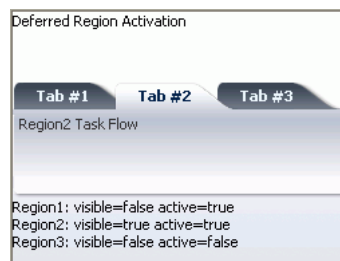 Deferred Region Activation
Tab #1 Tab #2 Tab #3
Region2 Task Flow
Region1: visible=false active=true
Region2: visible=true active=true
Region3: visible=false active=false